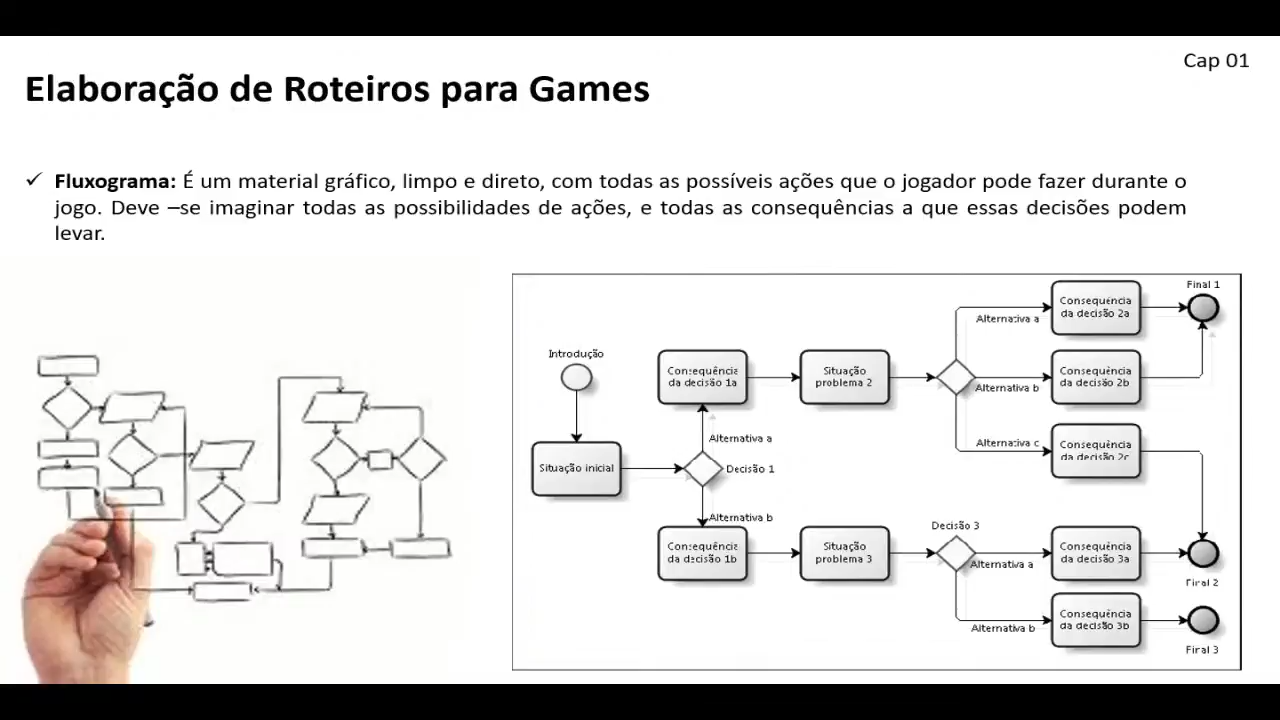 Cap 01
Elaboração de Roteiros para Games
✓ Fluxograma: É um material gráfico, limpo e direto, com todas as possíveis ações que o jogador pode fazer durante o
jogo. Deve –se imaginar todas as possibilidades de ações, e todas as consequências a que essas decisões podem
levar.
Introdução
Situação inicial
Decisão 1
Alternativa a
Consequência
da decisão 1a
Situação
problema 2
Alternativa a
Consequência
da decisão 2a
Final 1
Alternativa b
Consequência
da decisão 2b
Alternativa c
Consequência
da decisão 2c
Alternativa b
Consequência
da decisão 1b
Situação
problema 3
Decisão 3
Alternativa a
Consequência
da decisão 3a
Final 2
Alternativa b
Consequência
da decisão 3b
Final 3